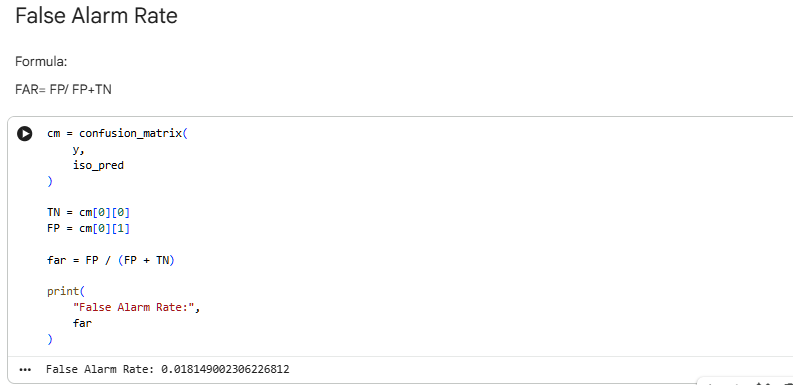 False Alarm Rate
Formula:
FAR= FP/ FP+TN
cm = confusion_matrix(
    y,
    iso_pred
)
TN = cm[0][0]
FP = cm[0][1]
far = FP / (FP + TN)
print(
    "False Alarm Rate:",
    far
)
False Alarm Rate: 0.018149002306226812